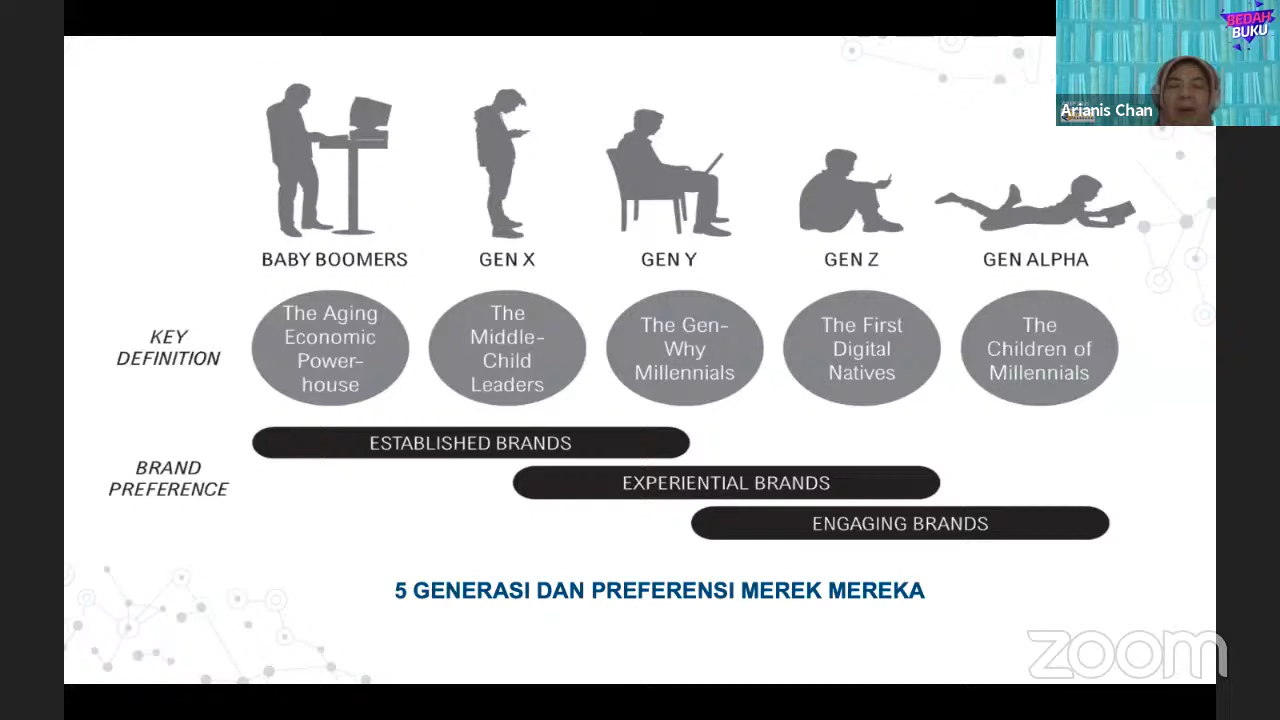 BEDAH
BUKU
Arianis Chan
BABY BOOMERS
GEN X
GEN Y
GEN Z
GEN ALPHA
KEY
DEFINITION
The Aging
Economic
Power-
house
The
Middle-
Child
Leaders
The Gen-
Why
Millennials
The First
Digital
Natives
The
Children of
Millennials
BRAND
PREFERENCE
ESTABLISHED BRANDS
EXPERIENTIAL BRANDS
ENGAGING BRANDS
5 GENERASI DAN PREFERENSI MEREK MEREKA
zoom